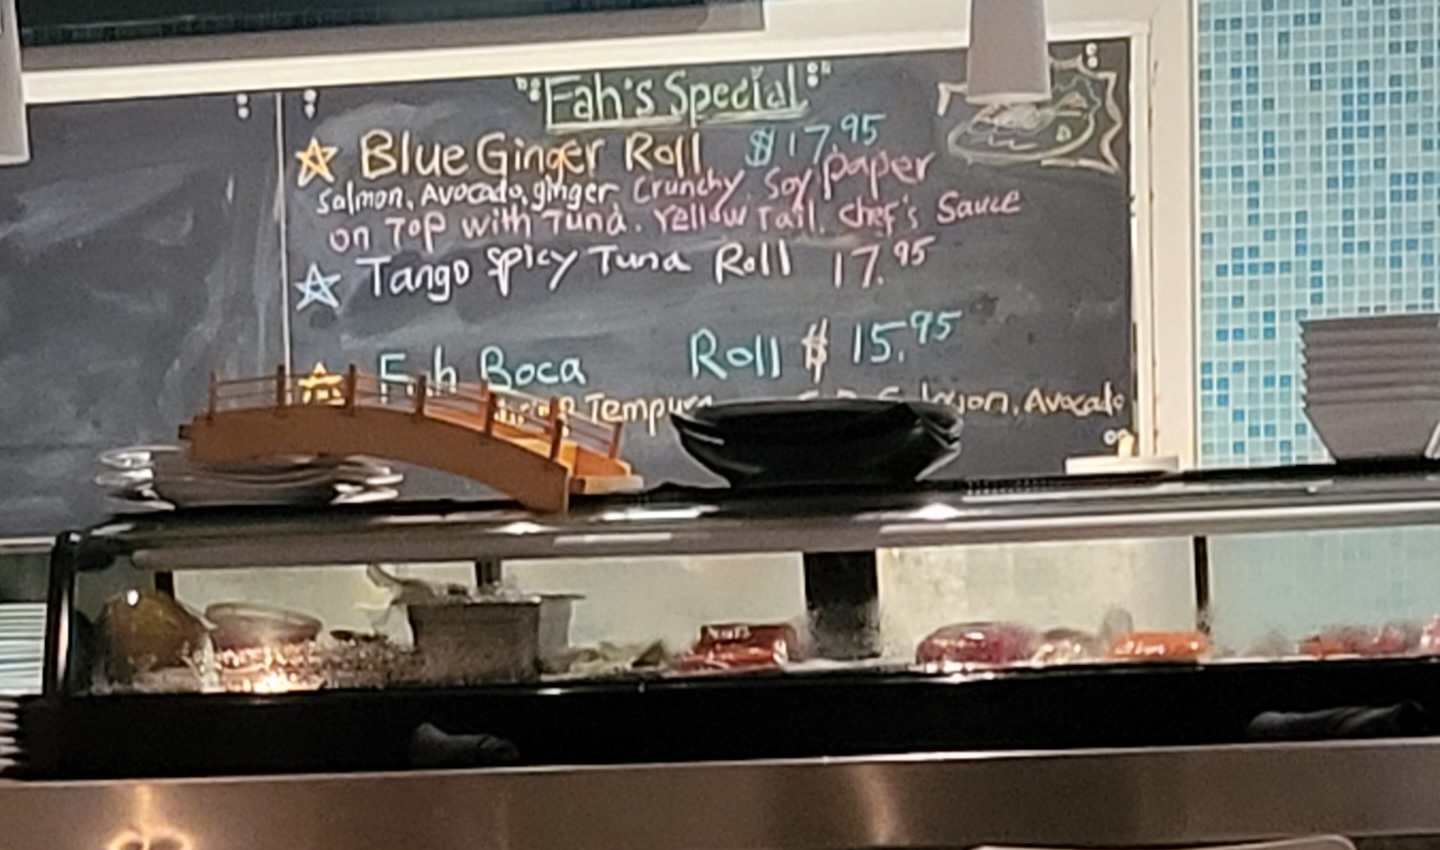 "Fah's Special"
Blue Ginger Roll $17.95
Salmon, Avocado, ginger, Crunchy. Soy paper
on Top with Tuna. Yellow Tail. chef's Sauce
Tango Spicy Tuna Roll 17.95
Fah Boca Roll $15.95
Tempura Salmon, Avocado